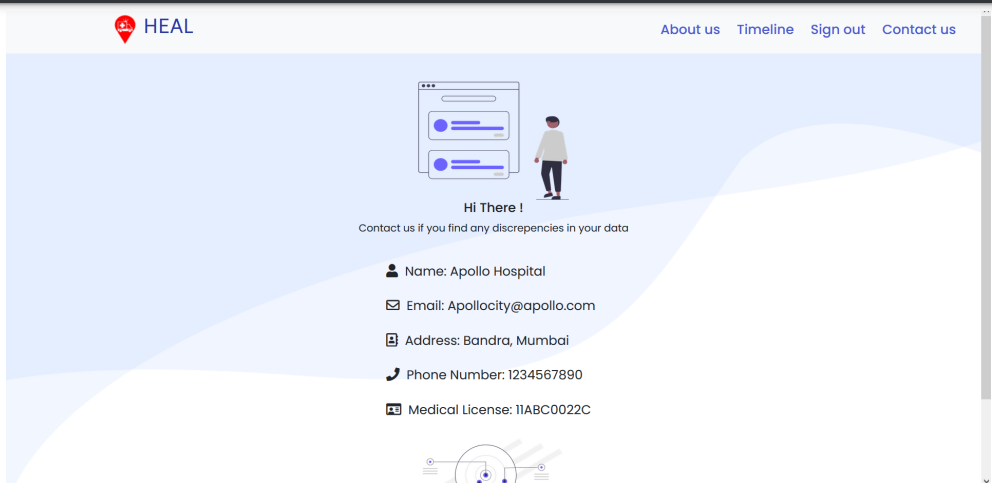 HEAL
About us Timeline Sign out Contact us
Hi There !
Contact us if you find any discrepencies in your data
Name: Apollo Hospital
Email: Apollocity@apollo.com
Address: Bandra, Mumbai
Phone Number: 1234567890
Medical License: 11ABC0022C